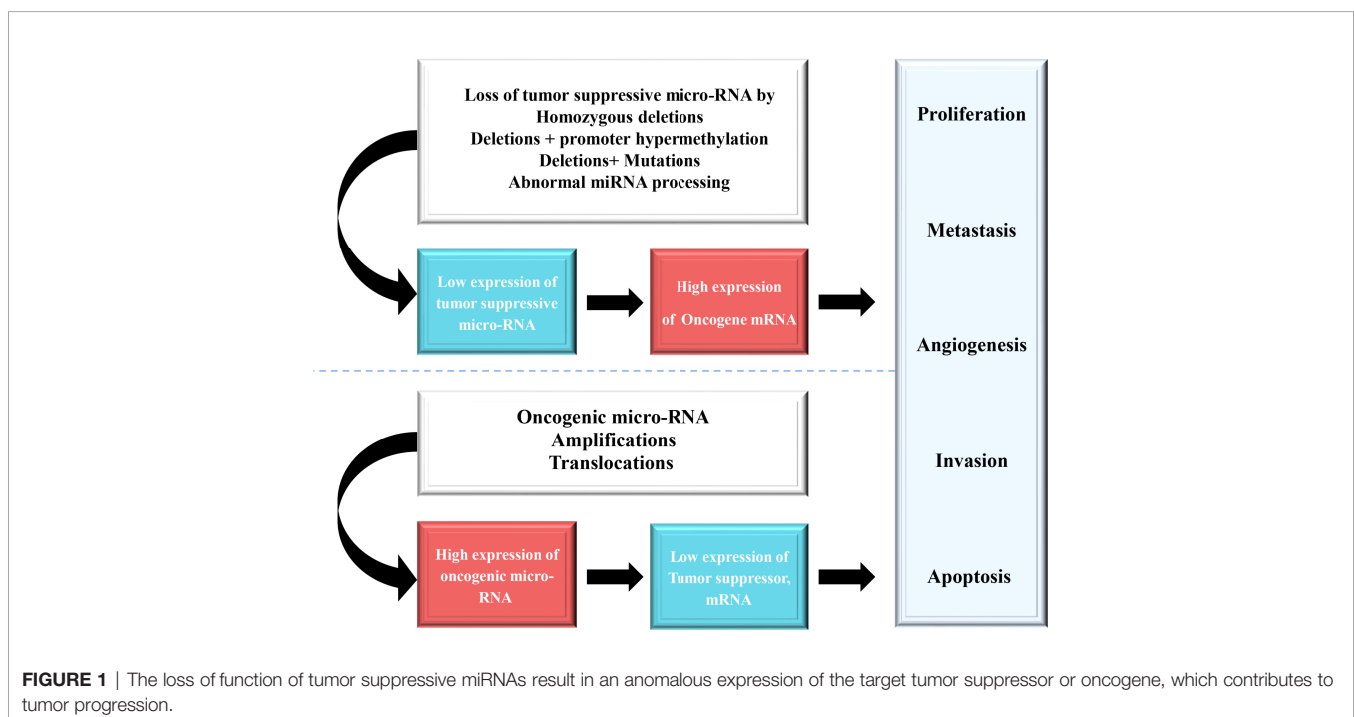 Loss of tumor suppressive micro-RNA by
Homozygous deletions
Deletions + promoter hypermethylation
Deletions+ Mutations
Abnormal miRNA processing
Low expression of
tumor suppressive
micro-RNA
High expression
of Oncogene mRNA
Oncogenic micro-RNA
Amplifications
Translocations
High expression of
oncogenic micro-
RNA
Low expression of
Tumor suppressor,
mRNA
Proliferation
Metastasis
Angiogenesis
Invasion
Apoptosis
FIGURE 1 | The loss of function of tumor suppressive miRNAs result in an anomalous expression of the target tumor suppressor or oncogene, which contributes to
tumor progression.